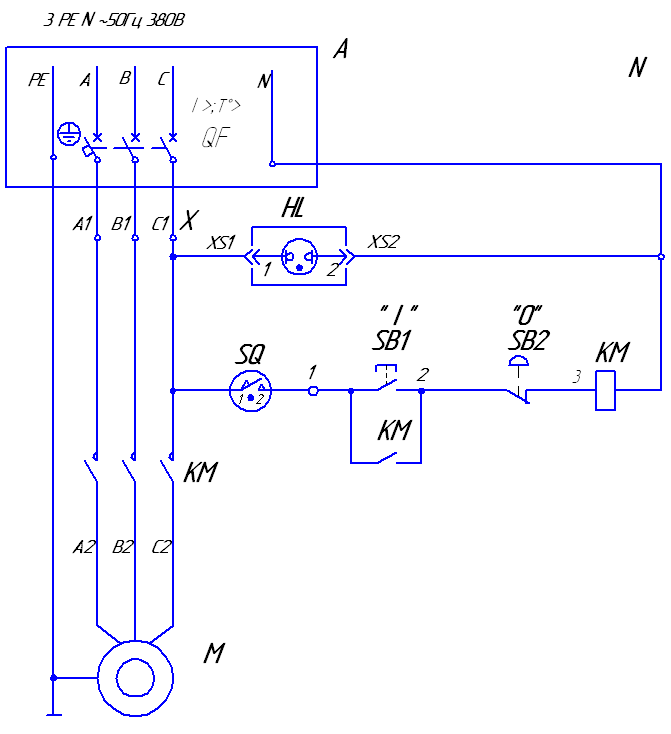 3 PE N ~50Гц 380В
A
PE A B C N
N
I >;T°>
QF
A1 B1 C1 X
HL
XS1 XS2
1 2
"I" "O"
SQ SB1 SB2 KM
1 2 3
1 2
KM
KM
A2 B2 C2
M